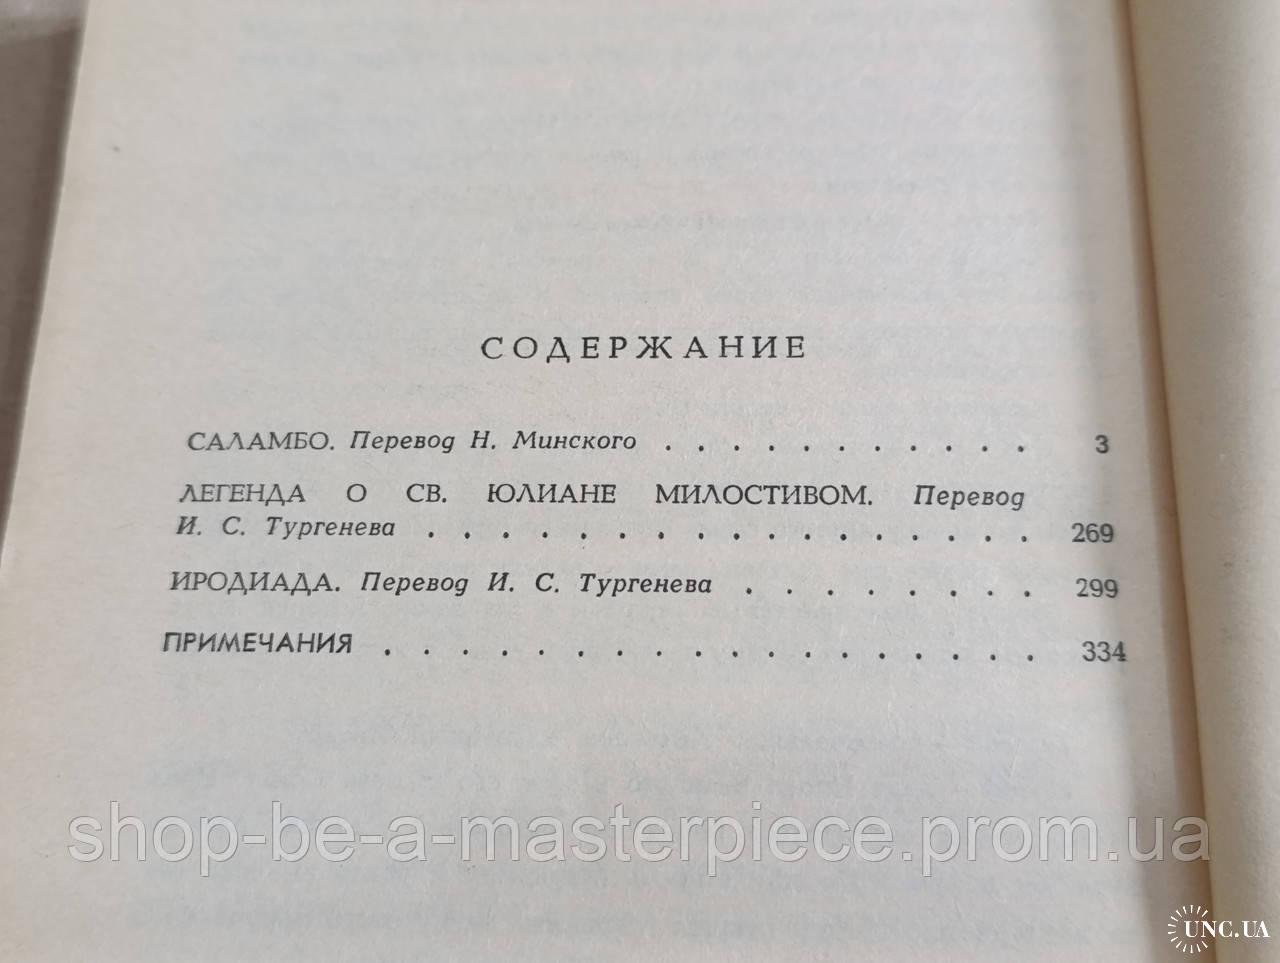 СОДЕРЖАНИЕ
САЛАМБО. Перевод Н. Минского . . . . . . . . . . . 3
ЛЕГЕНДА О СВ. ЮЛИАНЕ МИЛОСТИВОМ. Перевод
И. С. Тургенева . . . . . . . . . . . . . . . . . 269
ИРОДИАДА. Перевод И. С. Тургенева . . . . . . . . 299
ПРИМЕЧАНИЯ . . . . . . . . . . . . . . . . . . 334
shop-be-a-masterpiece.prom.ua
UNC.UA